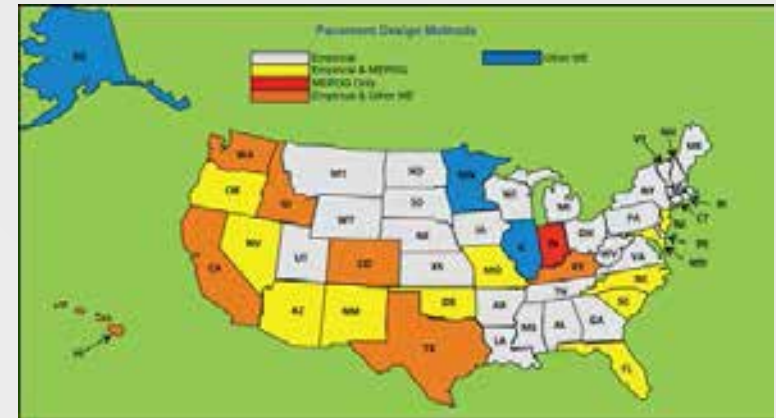 Pavement Design Methods
Empirical
Other ME
Empirical & MEPDG
MEPDG Only
Empirical & Other ME
AK
WA
MT
ND
MN
ME
VT
NH
OR
ID
SD
WI
MI
NY
WY
IA
PA
RI
CT
NJ
DE
MD
NV
UT
CO
NE
IL
IN
OH
WV
VA
CA
KS
MO
KY
NC
TN
SC
AZ
NM
OK
AR
MS
AL
GA
LA
TX
FL
HI